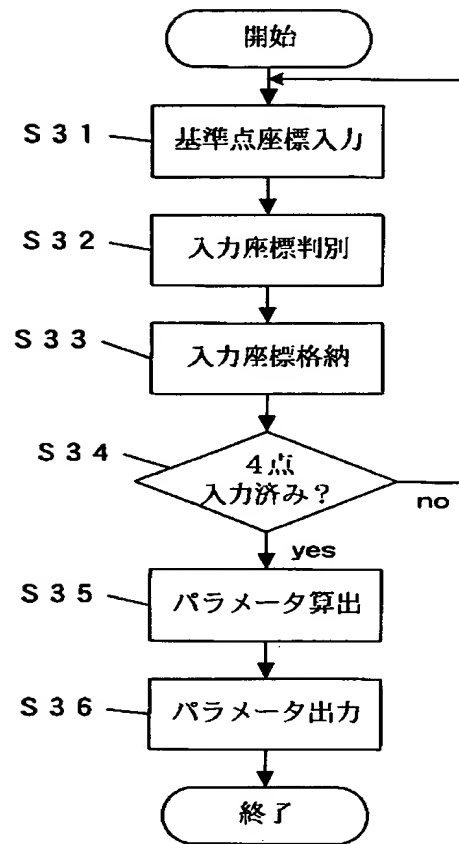 開始
S31
基準点座標入力
S32
入力座標判別
S33
入力座標格納
S34
4点
入力済み?
no
yes
S35
パラメータ算出
S36
パラメータ出力
終了